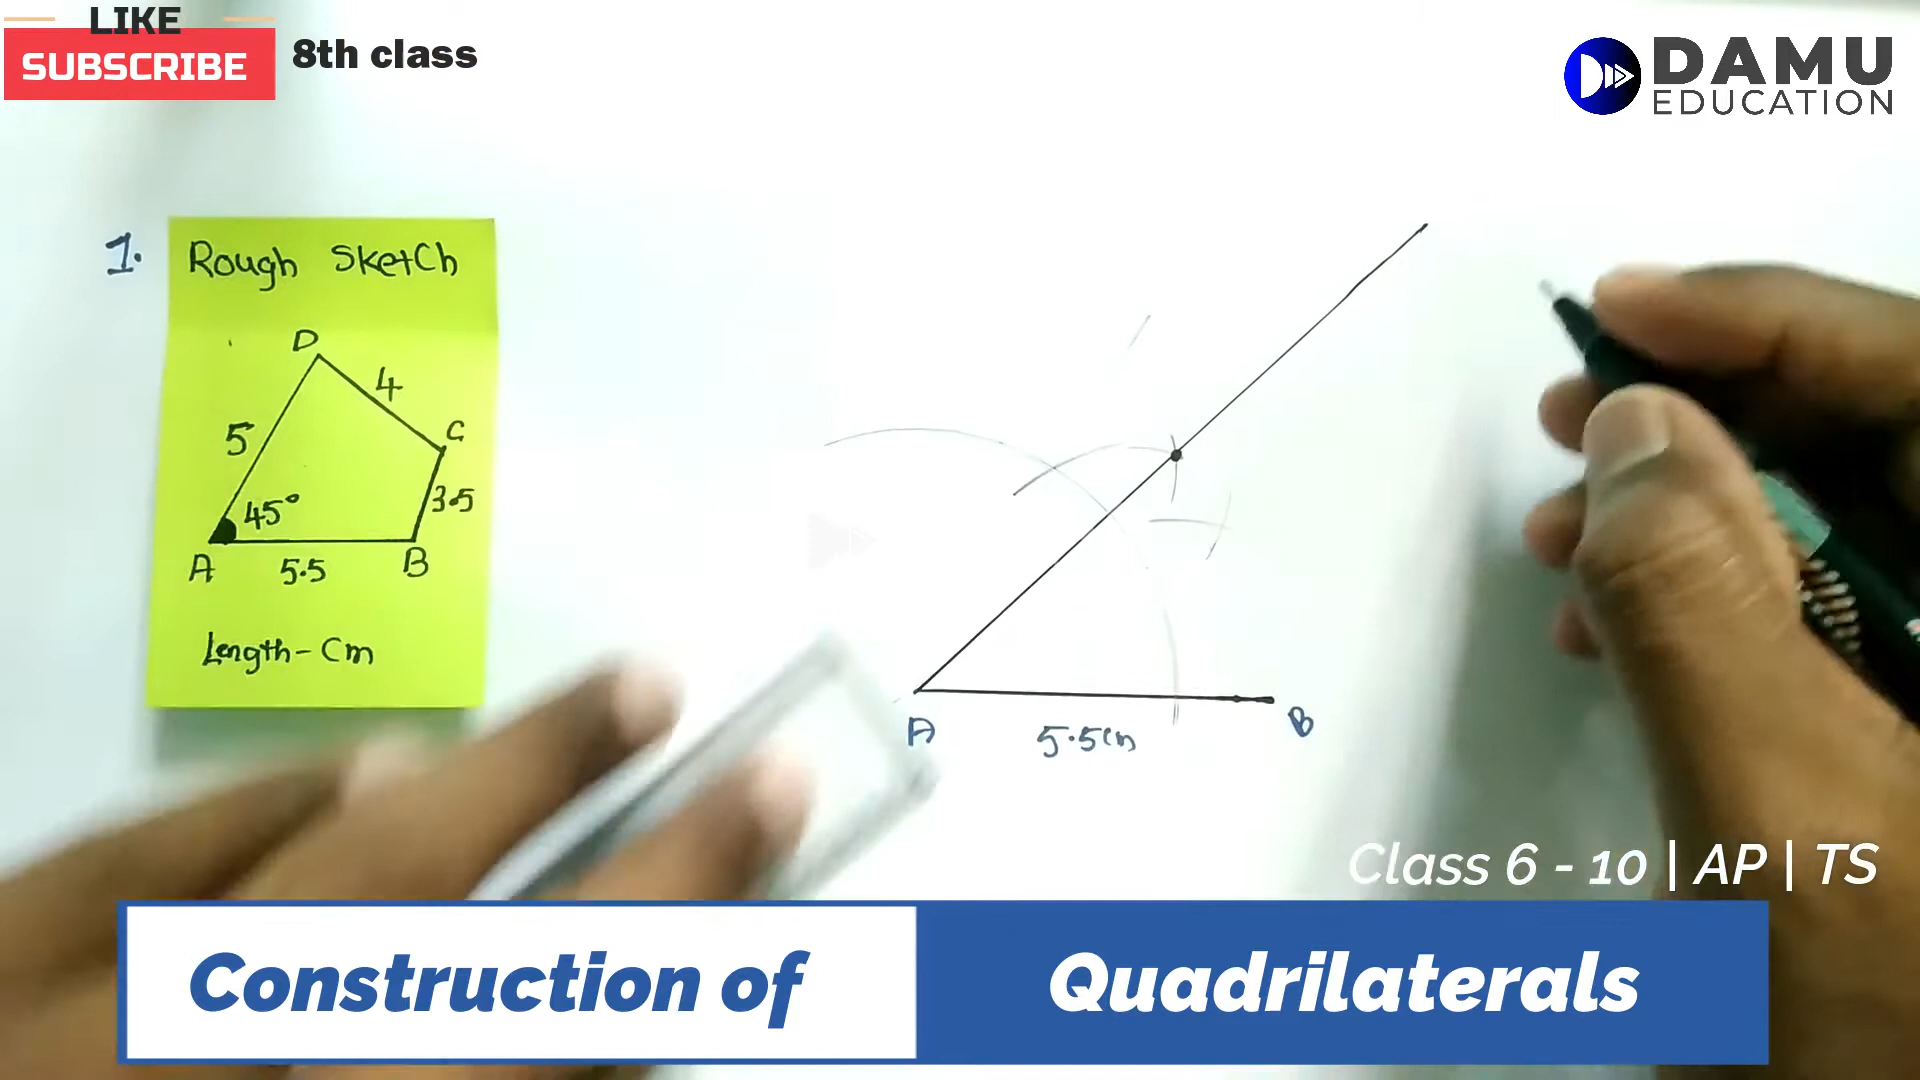 LIKE
SUBSCRIBE
8th class
DAMU
EDUCATION
1.
Rough Sketch
D
4
C
5
45°
3.5
A
5.5
B
Length - Cm
A
5.5cm
B
Class 6 - 10 | AP | TS
Construction of
Quadrilaterals